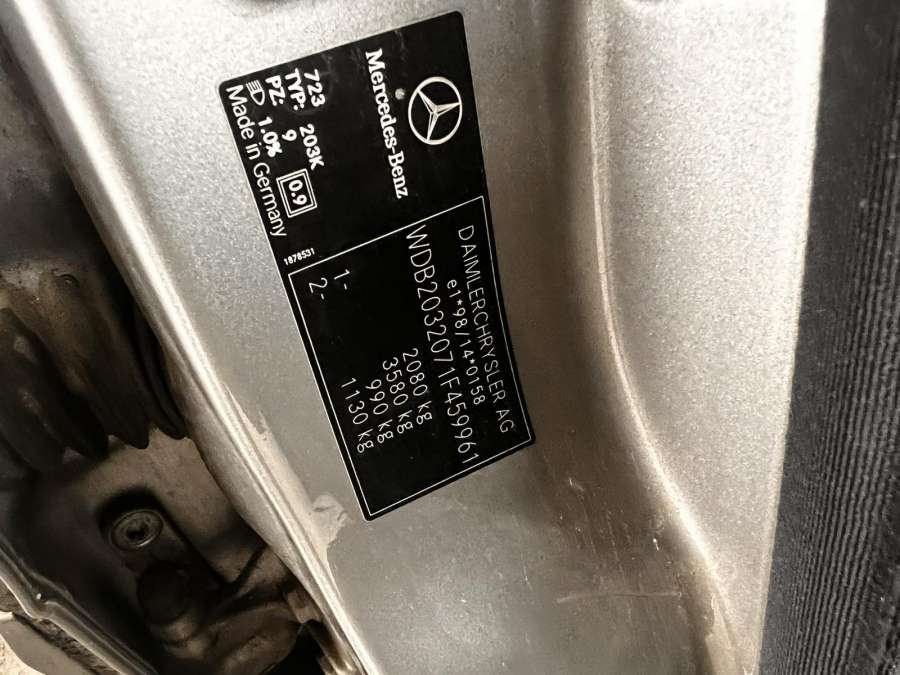 Mercedes-Benz
723
TYP: 203K
PZ: 9 0.9
1.0%
Made in Germany
1878531
DAIMLERCHRYSLER AG
e1*98/14*0158
WDB2032071F459961
2080 kg
3580 kg
1- 990 kg
2- 1130 kg